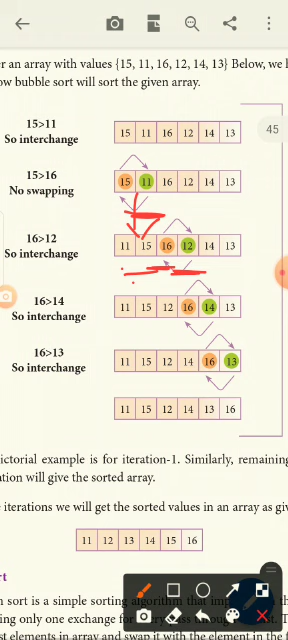 er an array with values {15, 11, 16, 12, 14, 13} Below, we h
ow bubble sort will sort the given array.
45
15>11
So interchange
15 11 16 12 14 13
15>16
No swapping
15 11 16 12 14 13
16>12
So interchange
11 15 16 12 14 13
16>14
So interchange
11 15 12 16 14 13
16>13
So interchange
11 15 12 14 16 13
11 15 12 14 13 16
pictorial example is for iteration-1. Similarly, remaining
ation will give the sorted array.
e iterations we will get the sorted values in an array as giv
11 12 13 14 15 16
rt
n sort is a simple sorting algorithm that imp
ing only one exchange for
st elements in array and swap it with the element in the